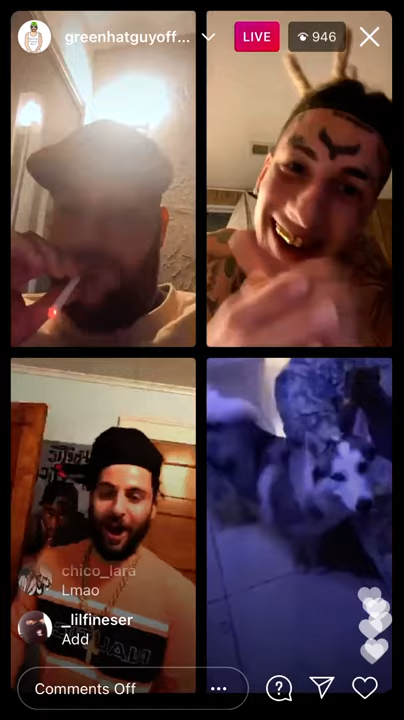 greenhatguyoff...
LIVE
946
chico_lara
Lmao
_lilfineser
Add
Comments Off